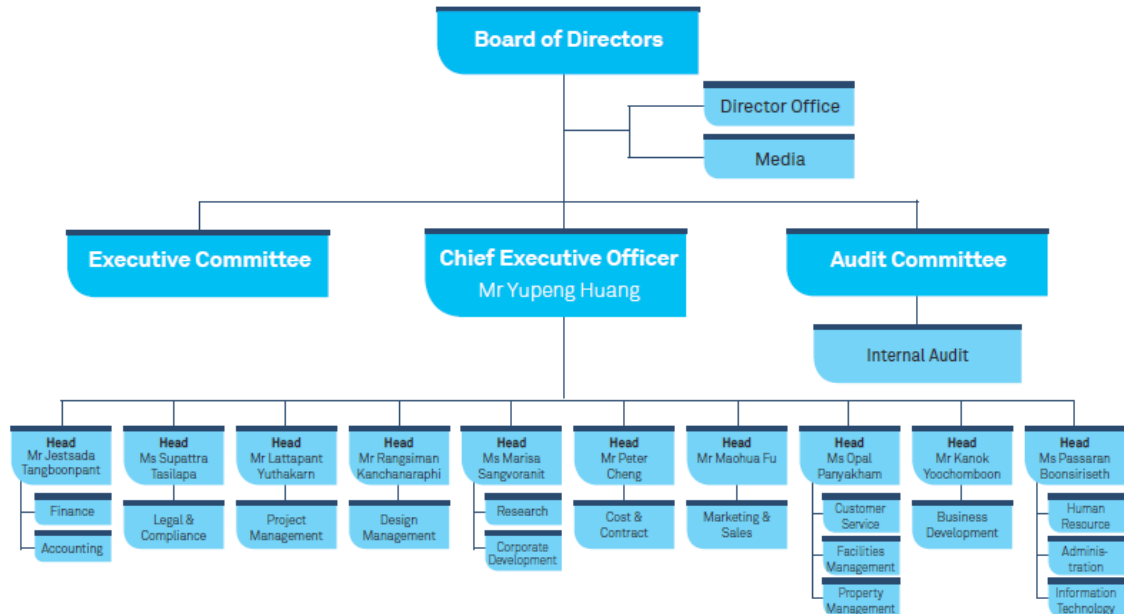 Board of Directors
Director Office
Media
Executive Committee
Chief Executive Officer
Mr Yupeng Huang
Audit Committee
Internal Audit
Head
Mr Jestsada
Tangboonpant
Finance
Accounting
Head
Ms Supattra
Tasilapa
Legal &
Compliance
Head
Mr Lattapant
Yuthakarn
Project
Management
Head
Mr Rangsiman
Kanchanaraphi
Design
Management
Head
Ms Marisa
Sangvoranit
Research
Corporate
Development
Head
Mr Peter
Cheng
Cost &
Contract
Head
Mr Maohua Fu
Marketing &
Sales
Head
Ms Opal
Panyakham
Customer
Service
Facilities
Management
Property
Management
Head
Mr Kanok
Yoochomboon
Business
Development
Head
Ms Passaran
Boonsiriseth
Human
Resource
Adminis-
tration
Information
Technology